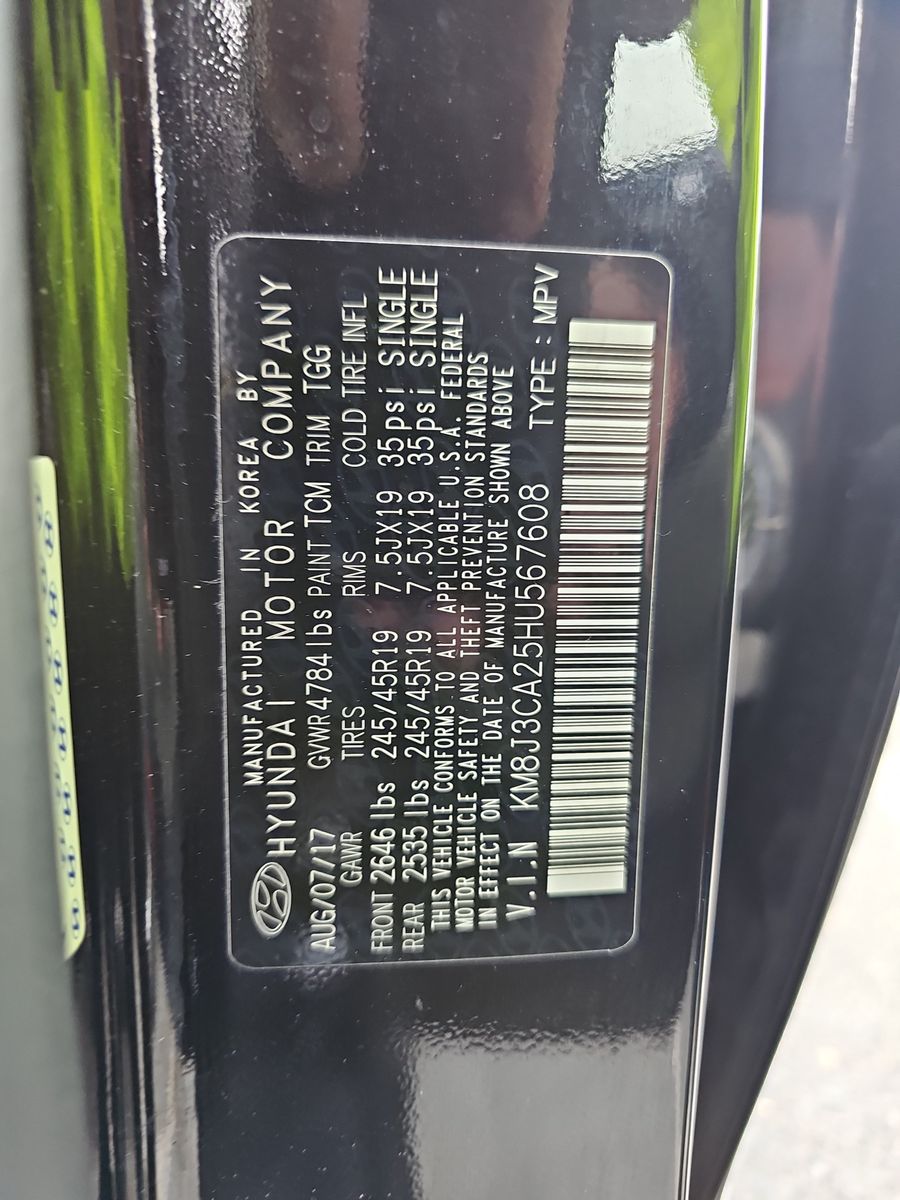 MANUFACTURED IN KOREA BY
HYUNDAI MOTOR COMPANY
AUG/07/17 GVWR4784lbs PAINT TCM TRIM TGG
GAWR TIRES RIMS COLD TIRE INFL
FRONT 2646 lbs 245/45R19 7.5JX19 35psi SINGLE
REAR 2535 lbs 245/45R19 7.5JX19 35psi SINGLE
THIS VEHICLE CONFORMS TO ALL APPLICABLE U.S.A. FEDERAL
MOTOR VEHICLE SAFETY AND THEFT PREVENTION STANDARDS
IN EFFECT ON THE DATE OF MANUFACTURE SHOWN ABOVE
V.I.N KM8J3CA25HU567608 TYPE : MPV